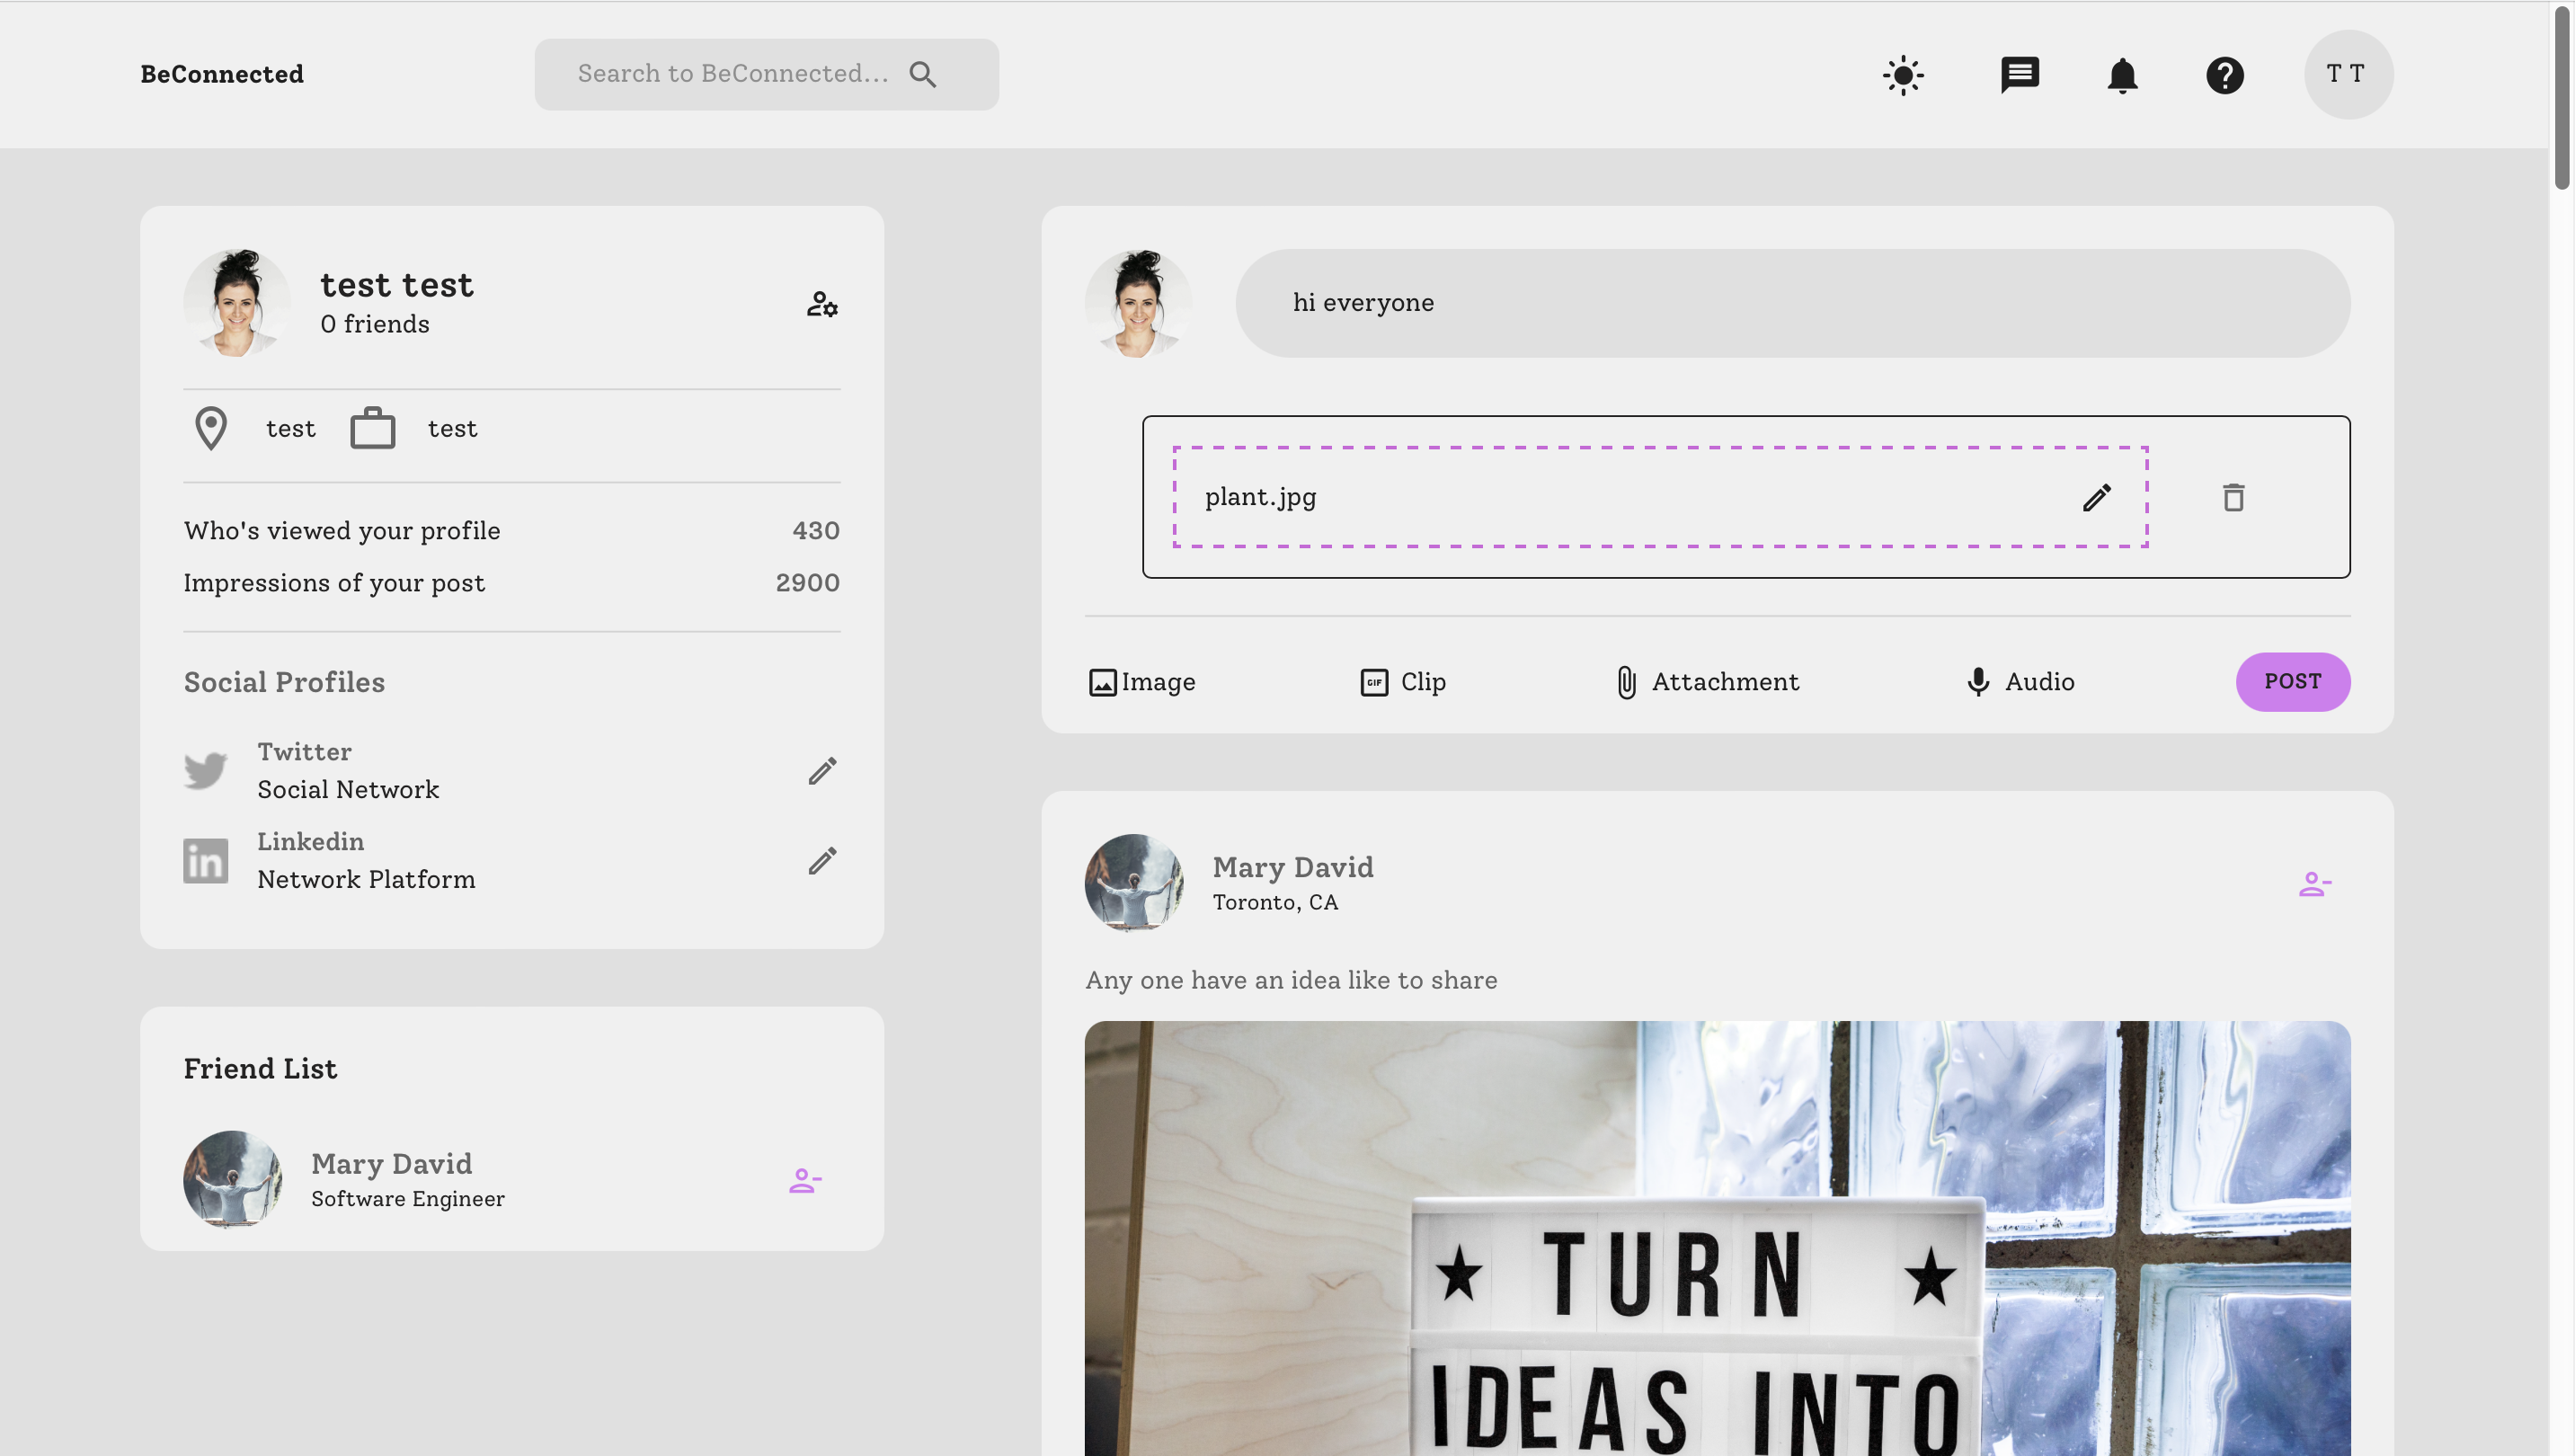 BeConnected
Search to BeConnected...
T T
test test
0 friends
test
test
Who's viewed your profile
430
Impressions of your post
2900
Social Profiles
Twitter
Social Network
Linkedin
Network Platform
Friend List
Mary David
Software Engineer
hi everyone
plant.jpg
Image
GIF
Clip
Attachment
Audio
POST
Mary David
Toronto, CA
Any one have an idea like to share
★ TURN ★
IDEAS INTO